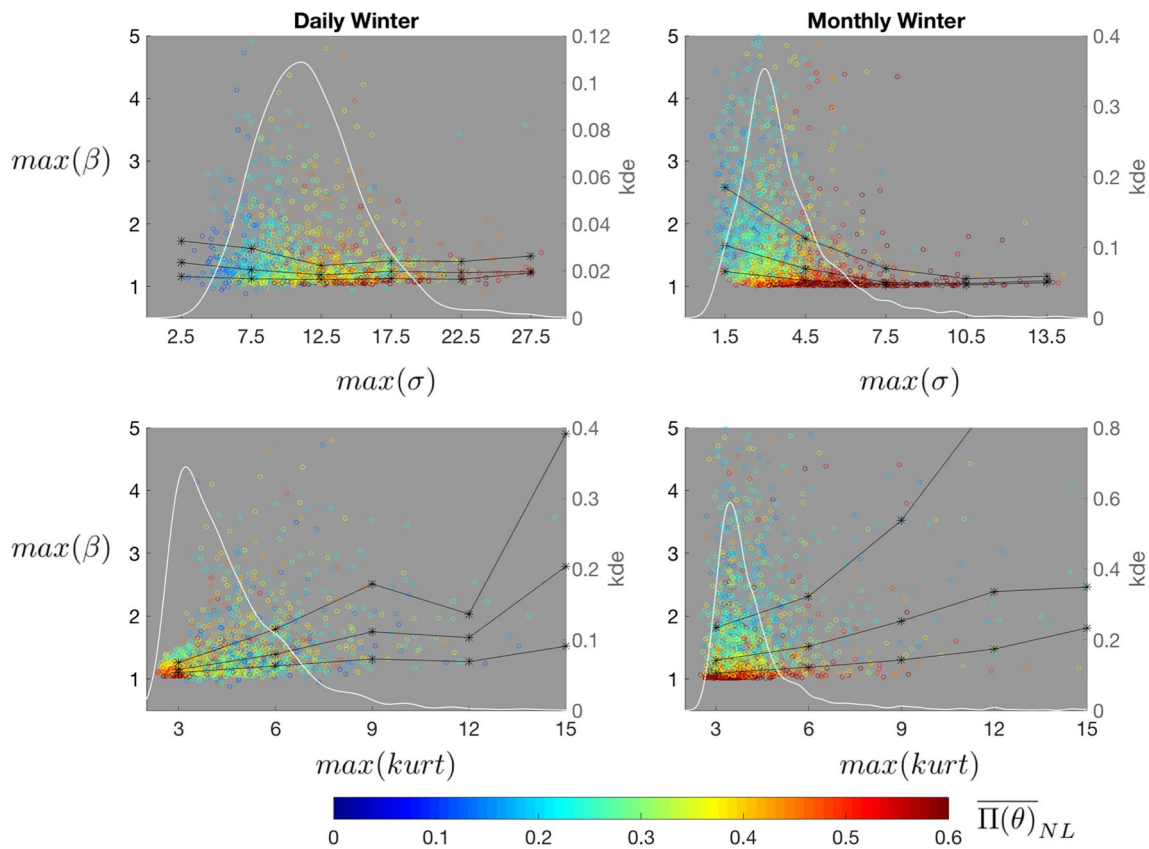 Daily Winter
Monthly Winter
5
4
3
2
1
max(β)
0.12
0.1
0.08
0.06
0.04
0.02
0
kde
2.5 7.5 12.5 17.5 22.5 27.5
max(σ)
5
4
3
2
1
0.4
0.3
0.2
0.1
0
kde
1.5 4.5 7.5 10.5 13.5
max(σ)
5
4
3
2
1
max(β)
0.4
0.3
0.2
0.1
0
kde
3 6 9 12 15
max(kurt)
5
4
3
2
1
0.8
0.6
0.4
0.2
0
kde
3 6 9 12 15
max(kurt)
0 0.1 0.2 0.3 0.4 0.5 0.6
Π(θ) NL